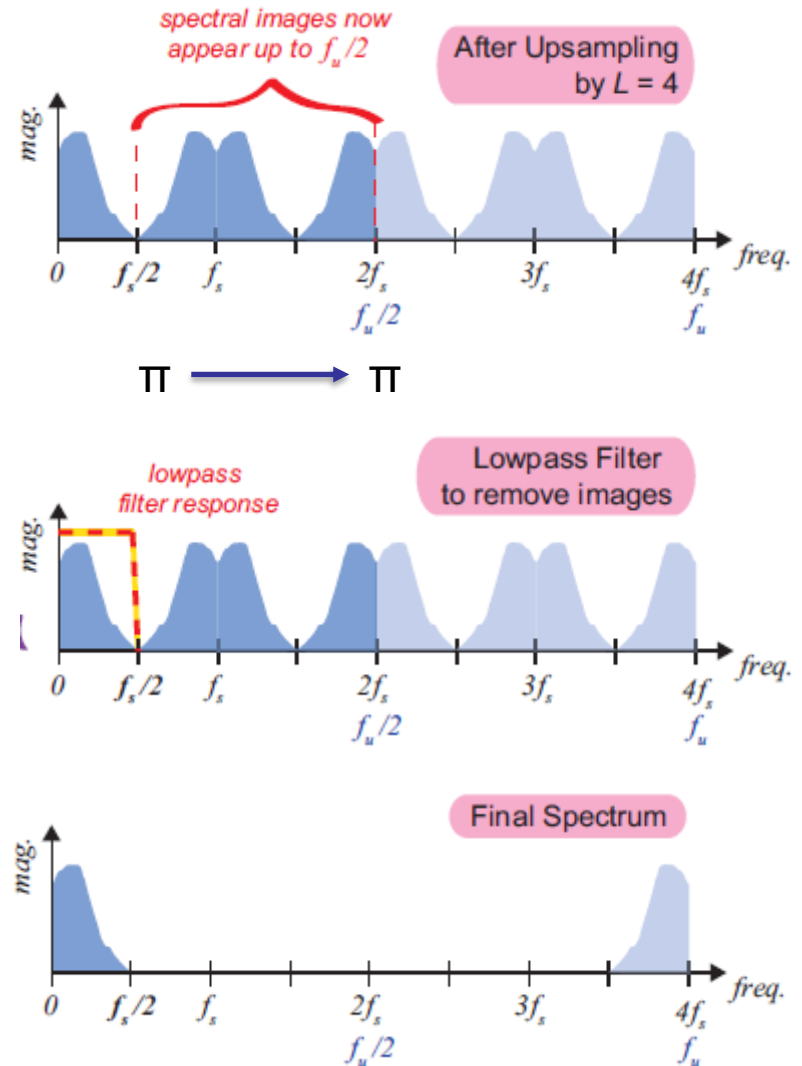 spectral images now
appear up to f_u/2
After Upsampling
by L = 4
mag.
0 f_s/2 f_s 2f_s 3f_s 4f_s freq.
f_u/2 f_u
π π
lowpass
filter response
Lowpass Filter
to remove images
mag.
0 f_s/2 f_s 2f_s 3f_s 4f_s freq.
f_u/2 f_u
Final Spectrum
mag.
0 f_s/2 f_s 2f_s 3f_s 4f_s freq.
f_u/2 f_u